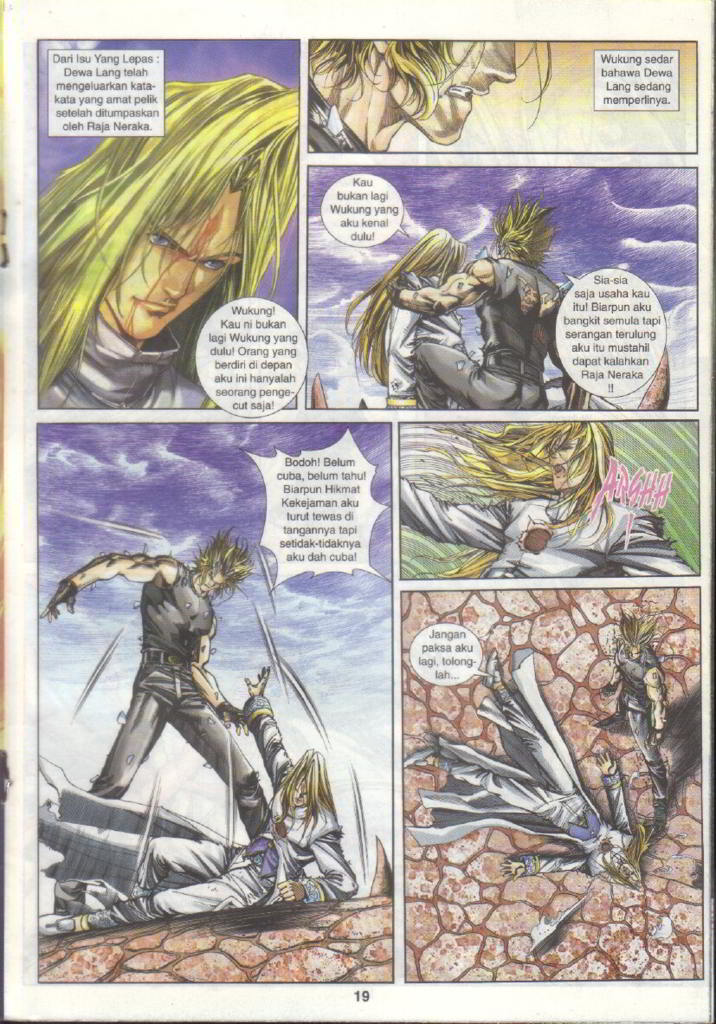 Dari Isu Yang Lepas :
Dewa Lang telah
mengeluarkan kata-
kata yang amat pelik
setelah ditumpaskan
oleh Raja Neraka.
Wukung!
Kau ni bukan
lagi Wukung yang
dulu! Orang yang
berdiri di depan
aku ini hanyalah
seorang penge-
cut saja!
Wukung sedar
bahawa Dewa
Lang sedang
memperlinya.
Kau
bukan lagi
Wukung yang
aku kenal
dulu!
Sia-sia
saja usaha kau
itu! Biarpun aku
bangkit semula tapi
serangan terulung
aku itu mustahil
dapat kalahkan
Raja Neraka
!!
Bodoh! Belum
cuba, belum tahu!
Biarpun Hikmat
Kekejaman aku
turut tewas di
tangannya tapi
setidak-tidaknya
aku dah cuba!
ARGHH
!
Jangan
paksa aku
lagi, tolong-
lah...
19